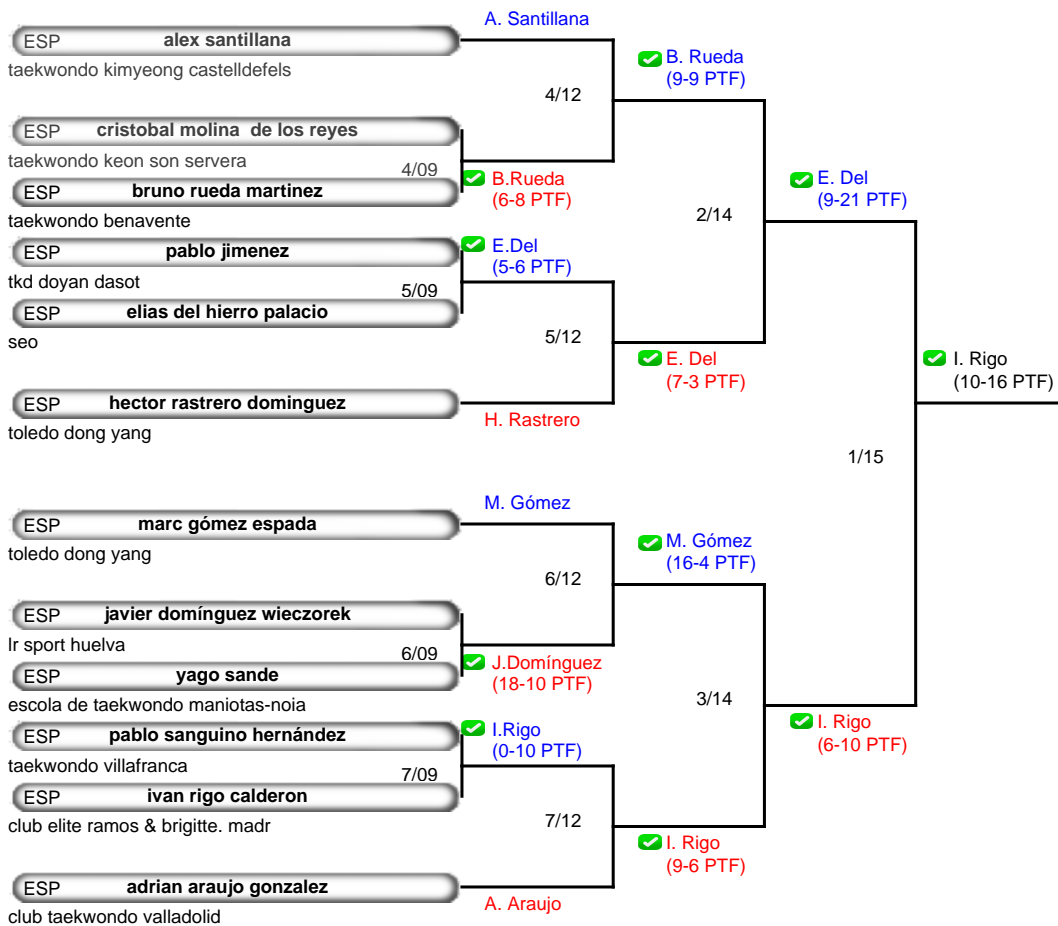 A. Santillana
ESP alex santillana
taekwondo kimyeong castelldefels
B. Rueda
(9-9 PTF)
4/12
ESP cristobal molina  de los reyes
taekwondo keon son servera
4/09
B.Rueda
(6-8 PTF)
ESP bruno rueda martinez
taekwondo benavente
E. Del
(9-21 PTF)
2/14
ESP pablo jimenez
E.Del
(5-6 PTF)
tkd doyan dasot
5/09
ESP elias del hierro palacio
seo
5/12
E. Del
(7-3 PTF)
I. Rigo
(10-16 PTF)
ESP hector rastrero dominguez
H. Rastrero
toledo dong yang
1/15
M. Gómez
ESP marc gómez espada
toledo dong yang
M. Gómez
(16-4 PTF)
6/12
ESP javier domínguez wieczorek
lr sport huelva
6/09
J.Domínguez
(18-10 PTF)
ESP yago sande
escola de taekwondo maniotas-noia
3/14
I. Rigo
(6-10 PTF)
ESP pablo sanguino hernández
I.Rigo
(0-10 PTF)
taekwondo villafranca
7/09
ESP ivan rigo calderon
club elite ramos & brigitte. madr
7/12
I. Rigo
(9-6 PTF)
ESP adrian araujo gonzalez
A. Araujo
club taekwondo valladolid